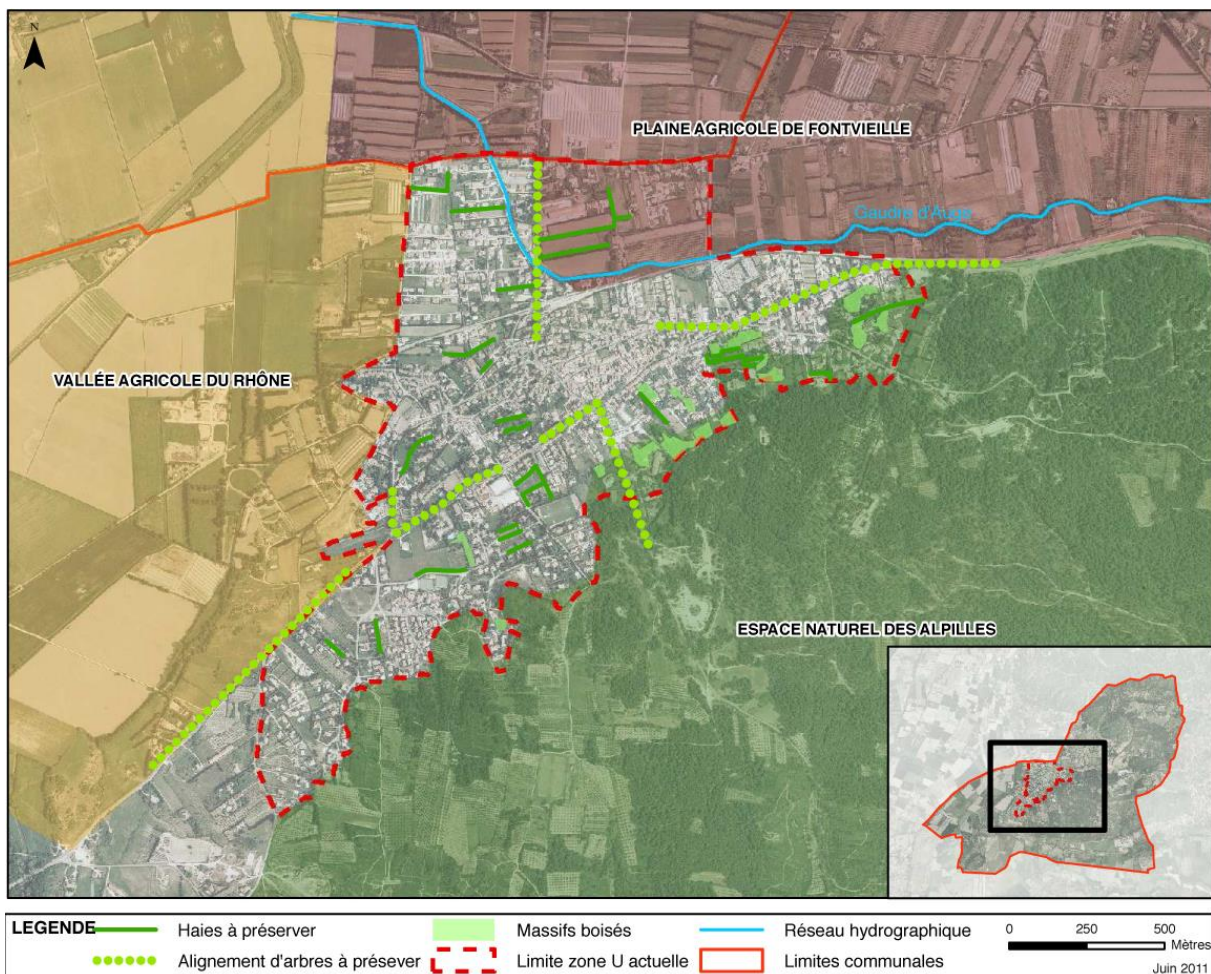 N
PLAINE AGRICOLE DE FONTVIEILLE
Gaudre d'Auge
VALLÉE AGRICOLE DU RHÔNE
ESPACE NATUREL DES ALPILLES
LEGENDE
Haies à préserver
Massifs boisés
Réseau hydrographique
0 250 500
Alignement d'arbres à présever
Limite zone U actuelle
Limites communales
Mètres
Juin 2011